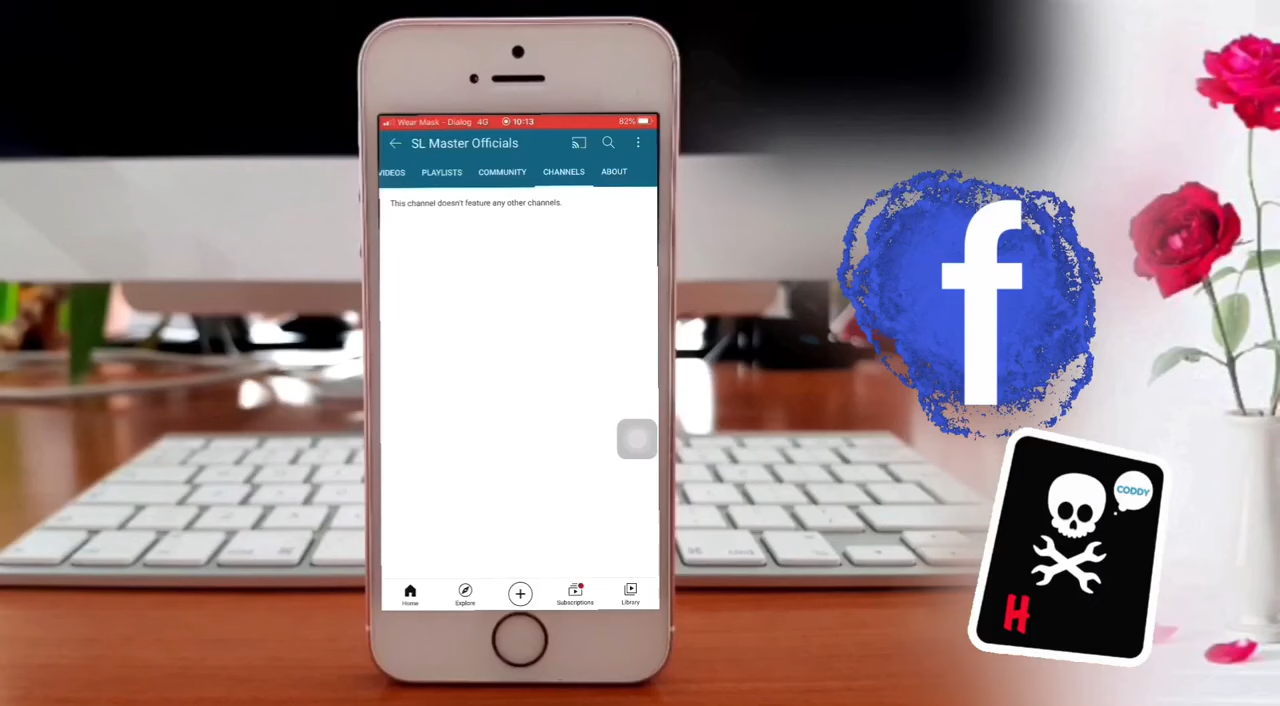 Wear Mask - Dialog 4G 10:13 82%
SL Master Officials
VIDEOS PLAYLISTS COMMUNITY CHANNELS ABOUT
This channel doesn't feature any other channels.
Home Explore Subscriptions Library
f
CODDY
H